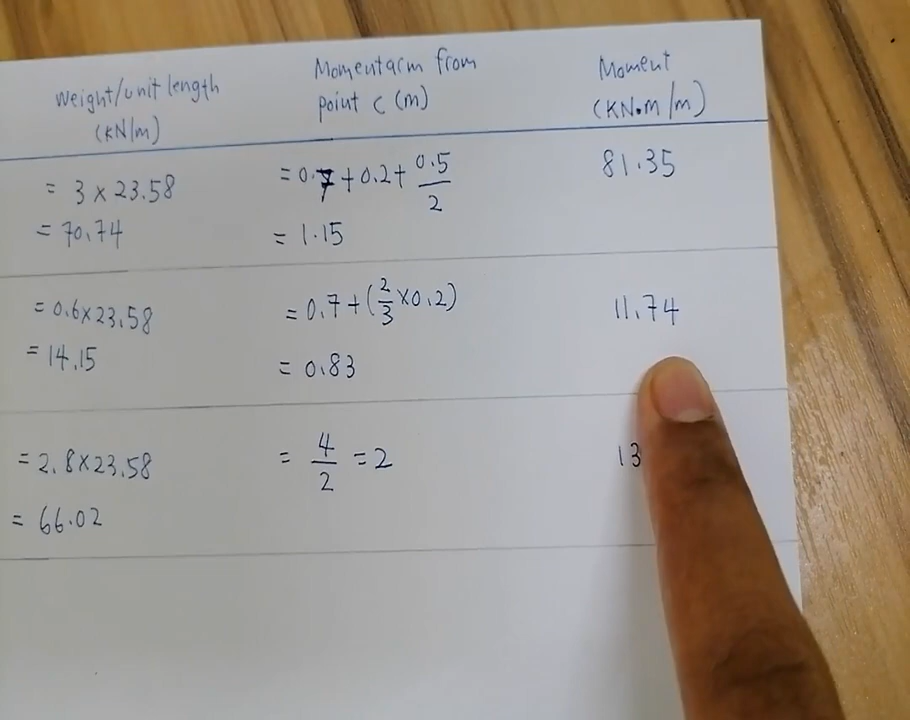 Weight/unit length
(KN/m)
Momentarm from
point C (m)
Moment
(KN.m/m)
= 3 × 23.58
= 70.74
= 0.7 + 0.2 + 0.5/2
= 1.15
81.35
= 0.6 × 23.58
= 14.15
= 0.7 + (2/3 × 0.2)
= 0.83
11.74
= 2.8 × 23.58
= 66.02
= 4/2 = 2
13